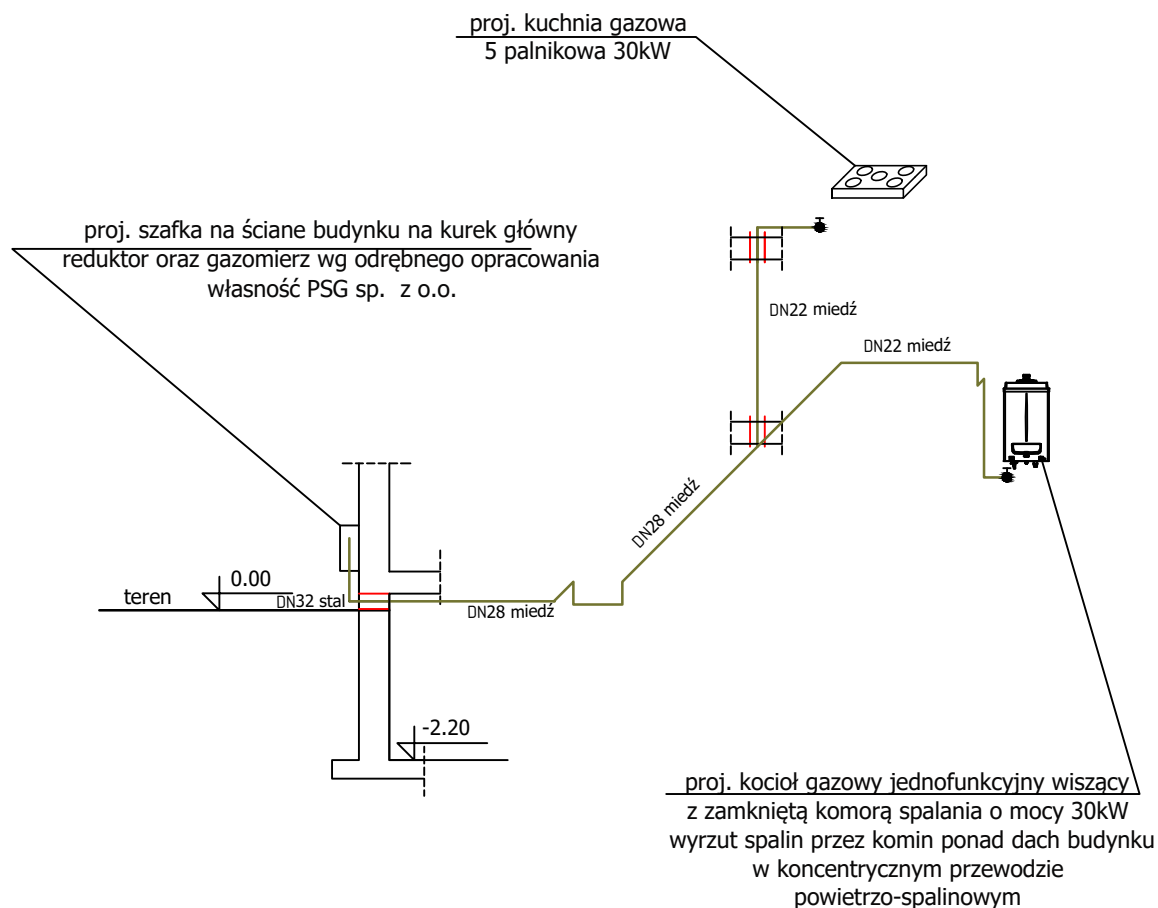 proj. kuchnia gazowa
5 palnikowa 30kW
proj. szafka na ściane budynku na kurek główny
reduktor oraz gazomierz wg odrębnego opracowania
własność PSG sp. z o.o.
DN22 miedź
DN22 miedź
DN28 miedź
teren
0.00
DN32 stal
DN28 miedź
-2.20
proj. kocioł gazowy jednofunkcyjny wiszący
z zamkniętą komorą spalania o mocy 30kW
wyrzut spalin przez komin ponad dach budynku
w koncentrycznym przewodzie
powietrzo-spalinowym